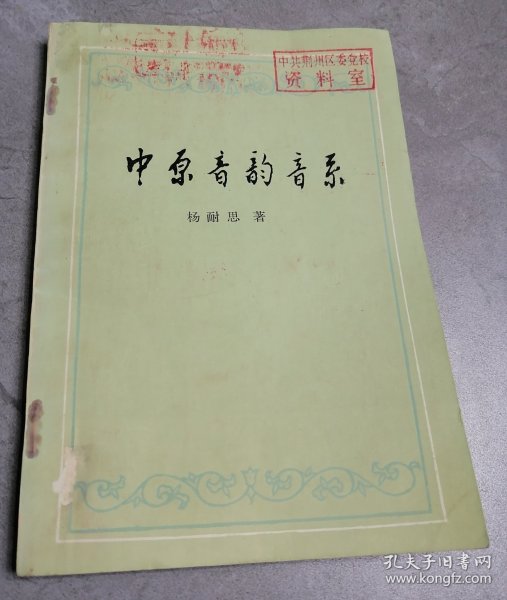 中共荆州区委党校
资料室
中原音韵音系
杨耐思 著
孔夫子旧书网
www.kongfz.com